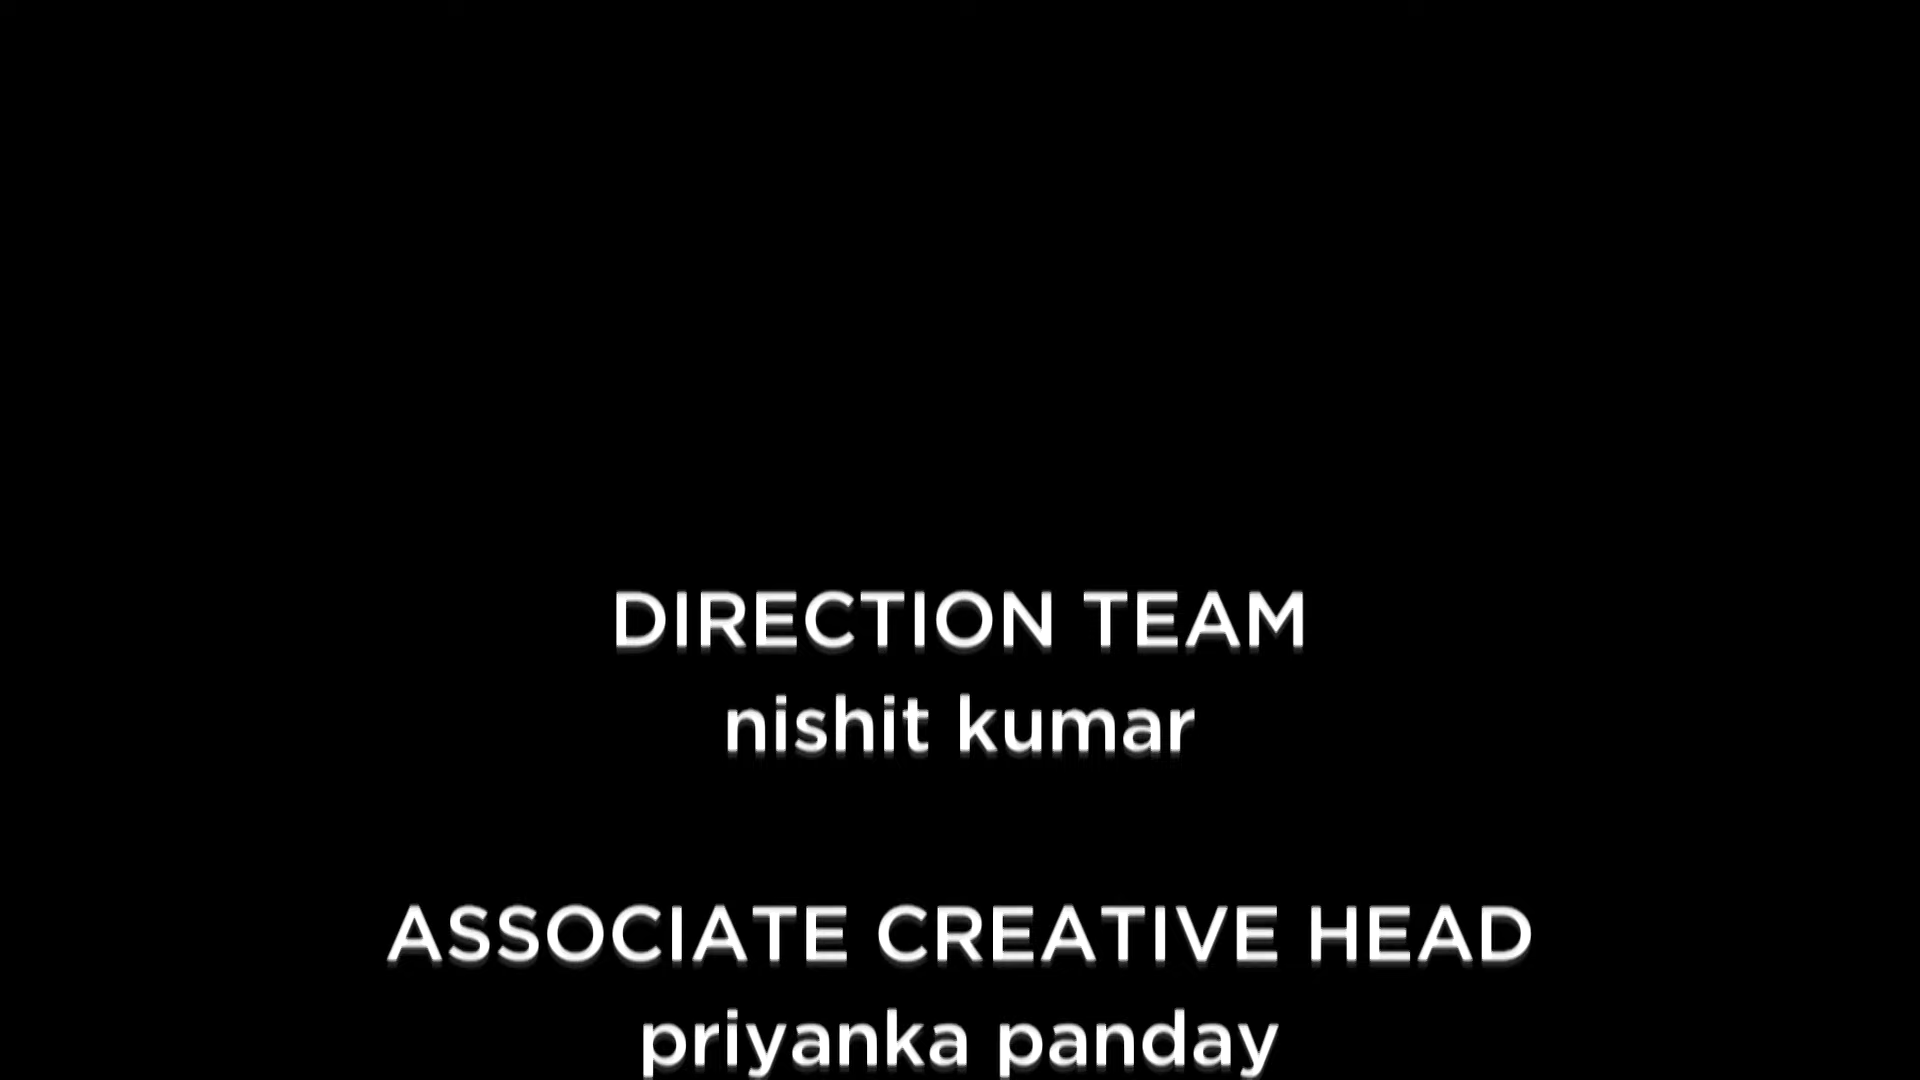 DIRECTION TEAM
nishit kumar
ASSOCIATE CREATIVE HEAD
priyanka panday